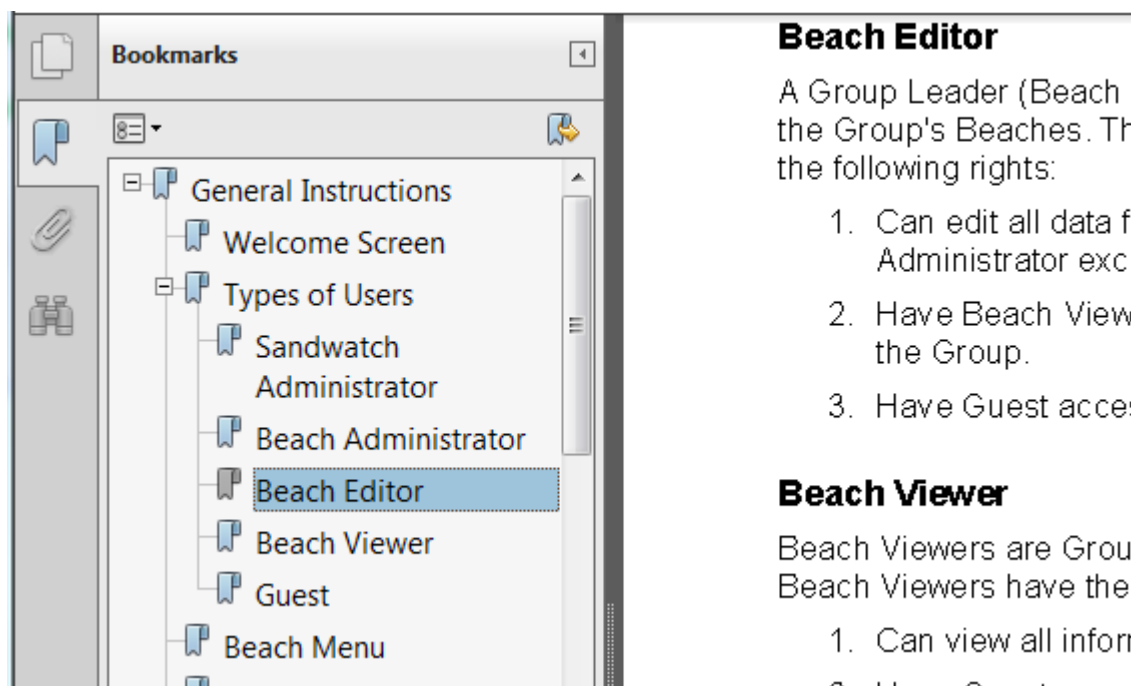 Bookmarks
General Instructions
Welcome Screen
Types of Users
Sandwatch
Administrator
Beach Administrator
Beach Editor
Beach Viewer
Guest
Beach Menu
Beach Editor
A Group Leader (Beach
the Group's Beaches. Th
the following rights:
1. Can edit all data f
Administrator exc
2. Have Beach View
the Group.
3. Have Guest acces
Beach Viewer
Beach Viewers are Grou
Beach Viewers have the
1. Can view all infor